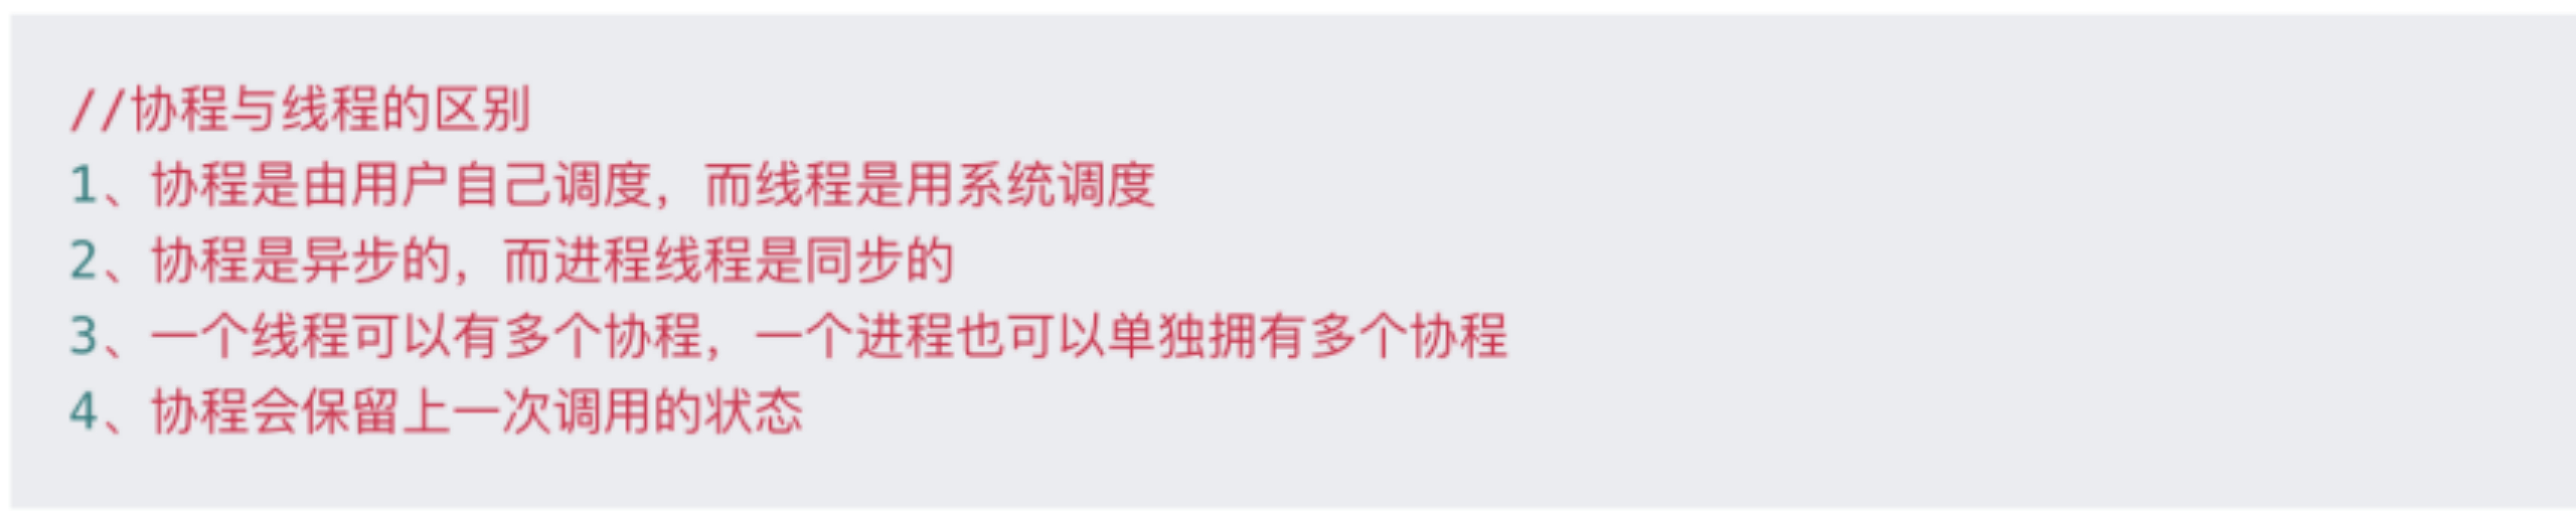 //协程与线程的区别
1、协程是由用户自己调度，而线程是用系统调度
2、协程是异步的，而进程线程是同步的
3、一个线程可以有多个协程，一个进程也可以单独拥有多个协程
4、协程会保留上一次调用的状态